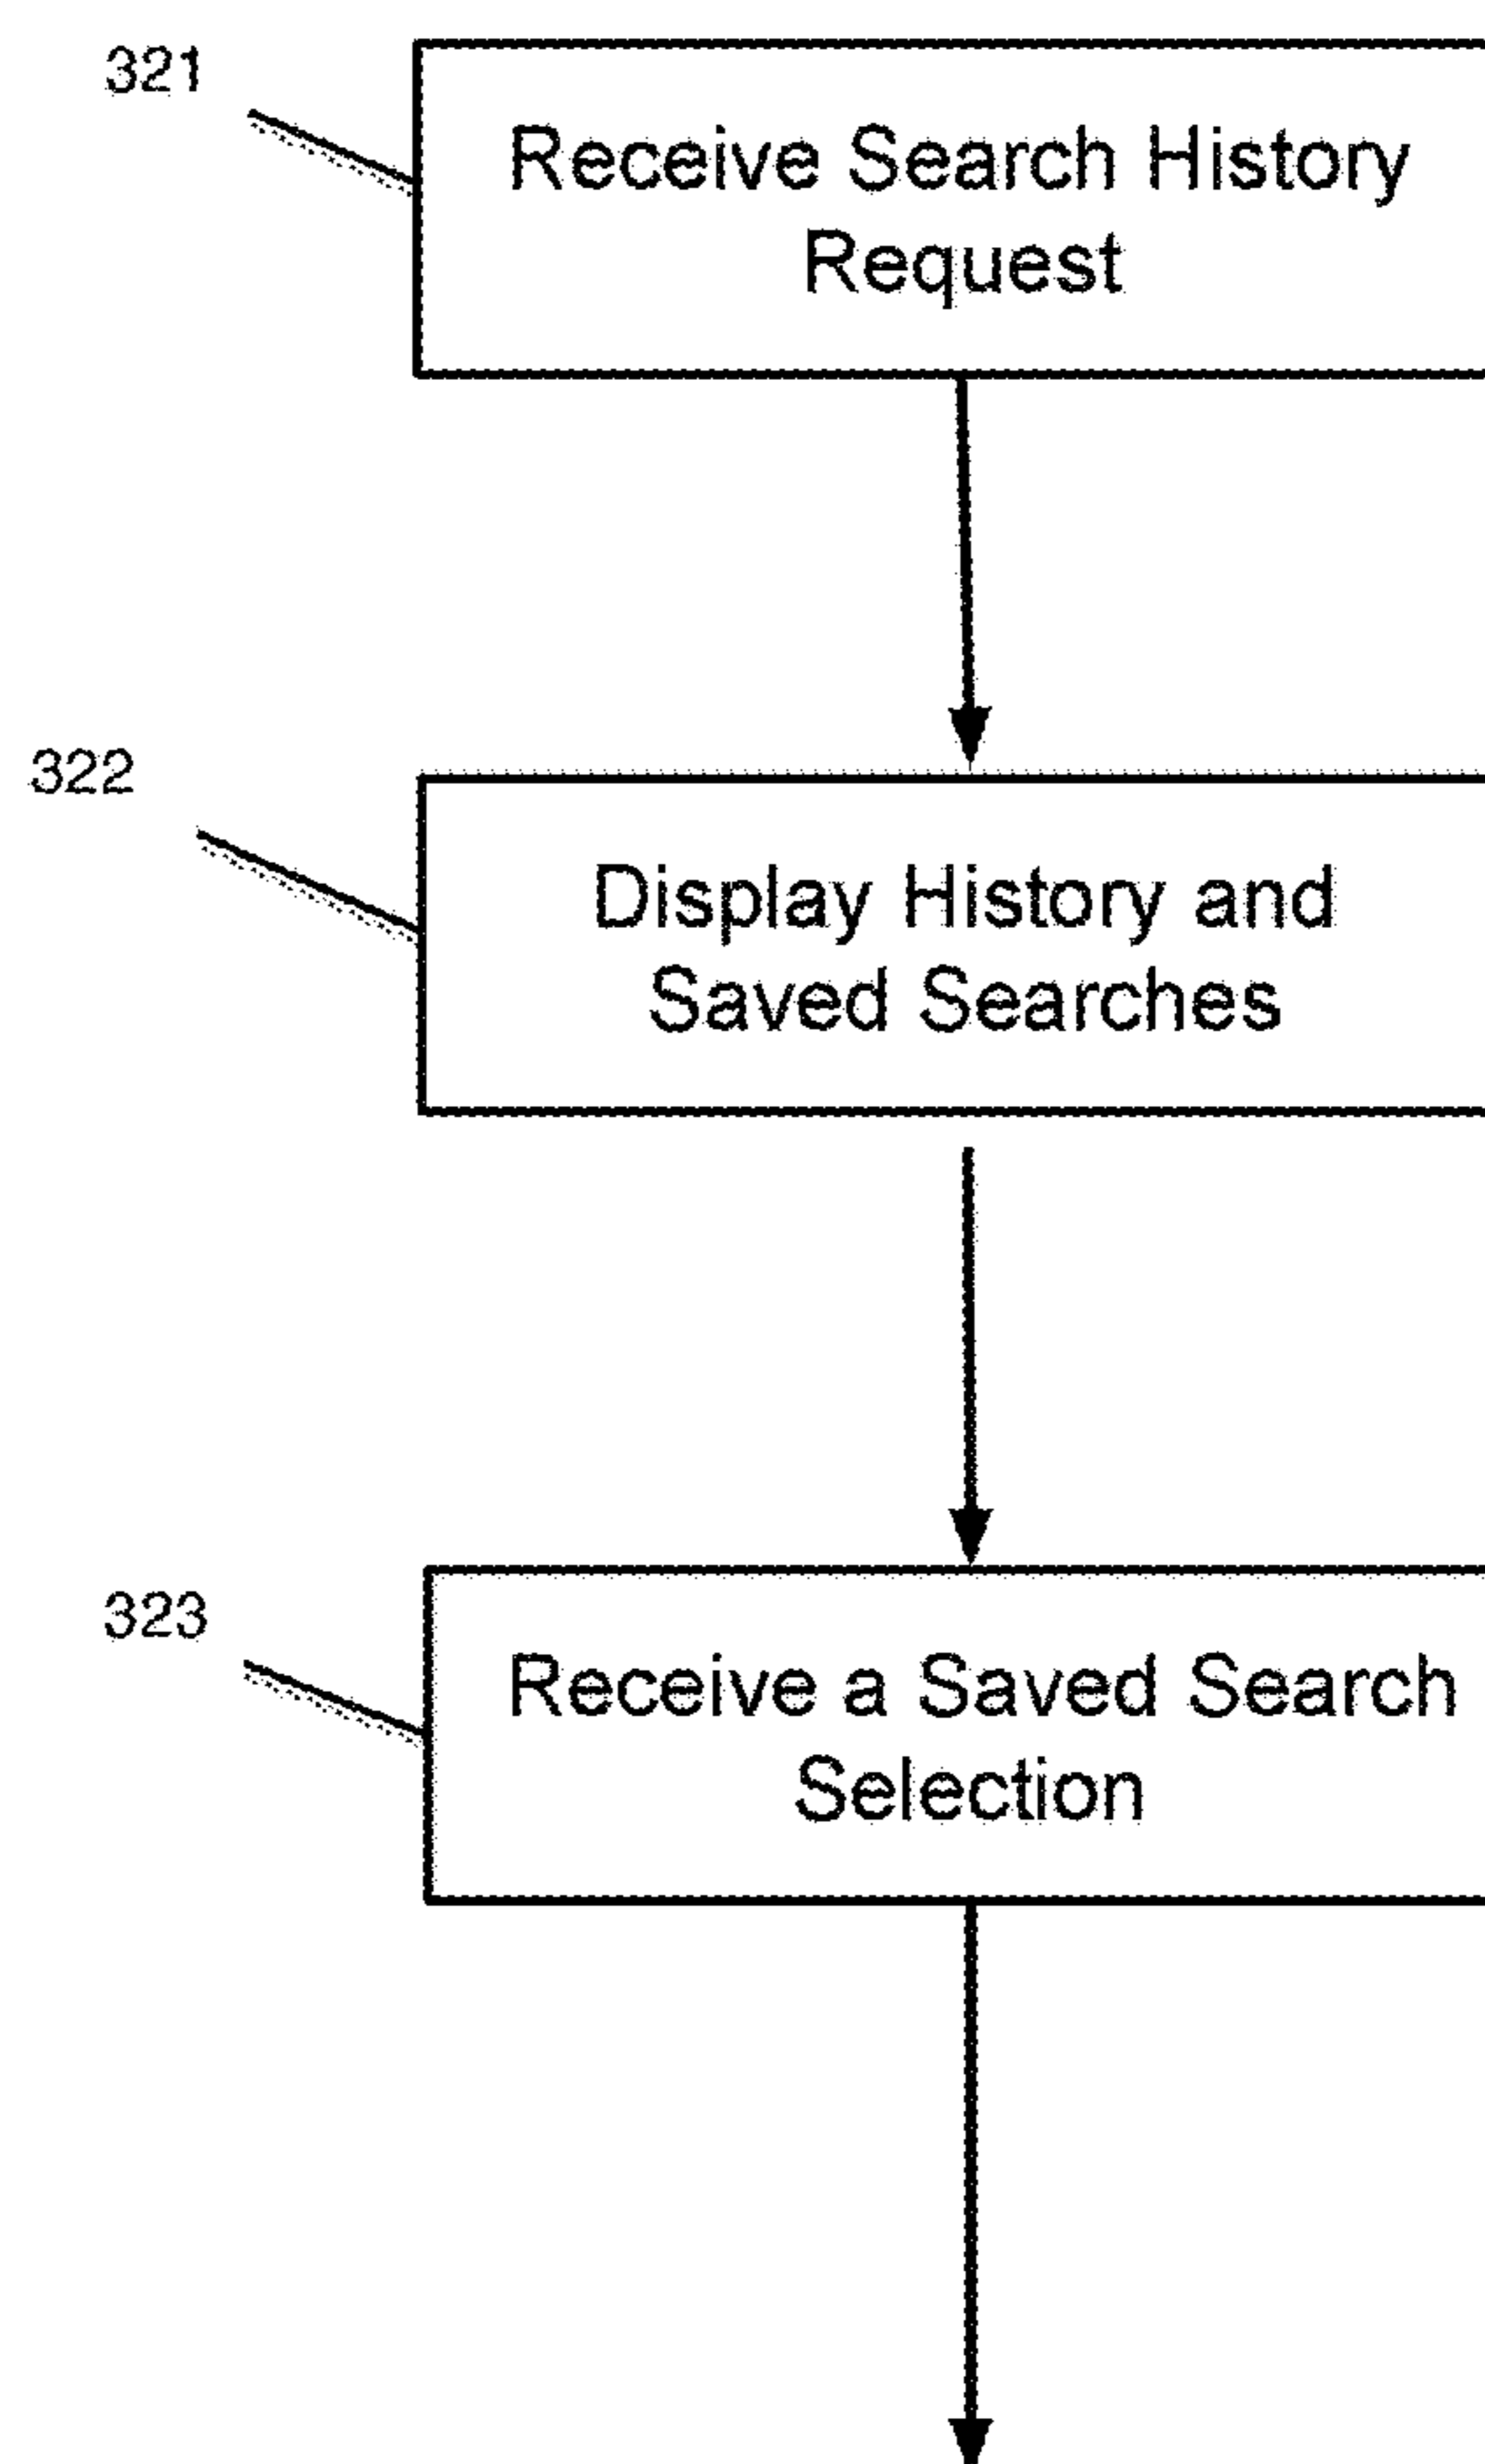 321
Receive Search History
Request
322
Display History and
Saved Searches
323
Receive a Saved Search
Selection